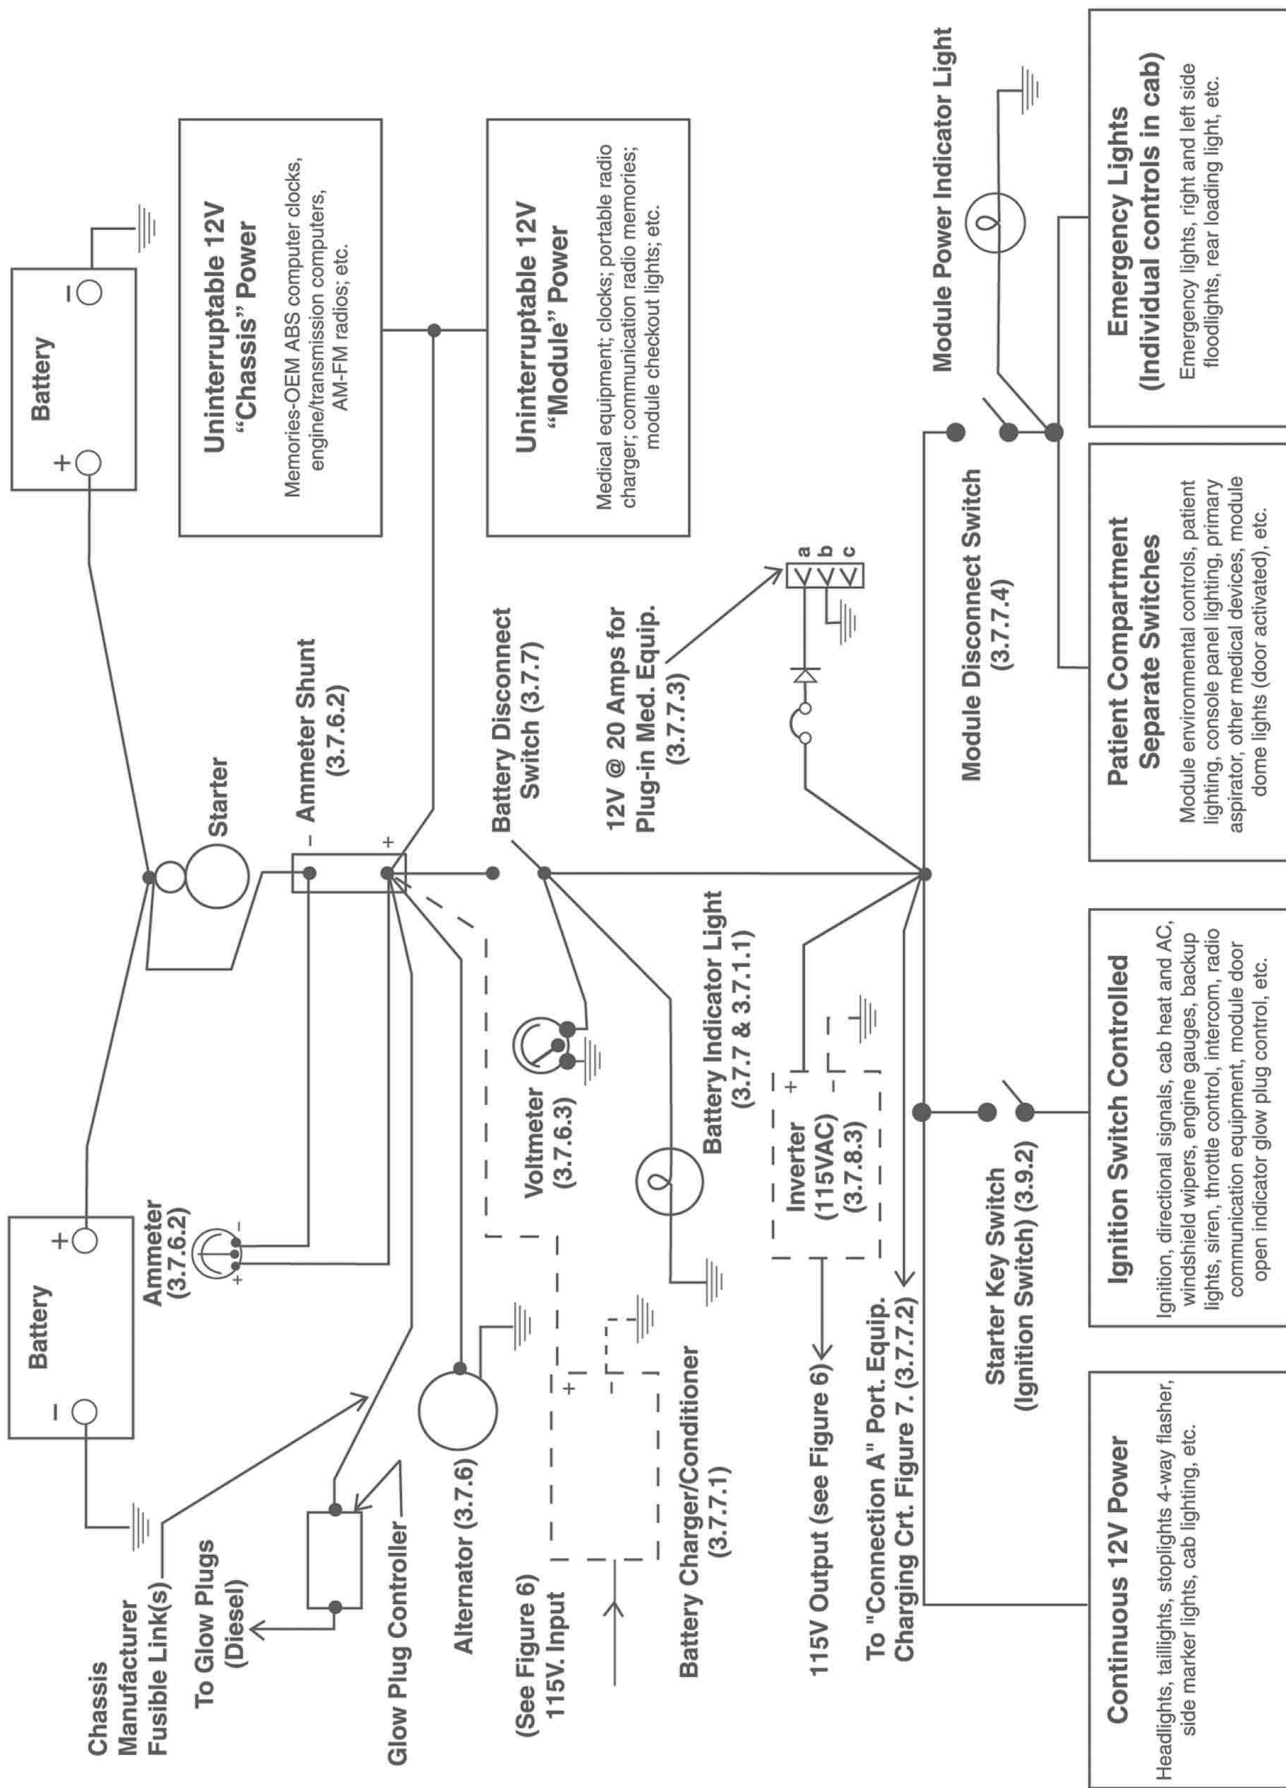 Battery
−
+
Battery
+
−
Chassis
Manufacturer
Fusible Link(s)
Ammeter
(3.7.6.2)
+
-
Starter
Ammeter Shunt
(3.7.6.2)
-
+
Uninterruptable 12V
“Chassis” Power
Memories-OEM ABS computer clocks,
engine/transmission computers,
AM-FM radios; etc.
To Glow Plugs
(Diesel)
Glow Plug Controller
Alternator (3.7.6)
Uninterruptable 12V
“Module” Power
Medical equipment; clocks; portable radio
charger; communication radio memories;
module checkout lights; etc.
(See Figure 6)
115V. Input
+
-
Battery Charger/Conditioner
(3.7.7.1)
Voltmeter
(3.7.6.3)
Battery Disconnect
Switch (3.7.7)
12V @ 20 Amps for
Plug-in Med. Equip.
(3.7.7.3)
a
b
c
Battery Indicator Light
(3.7.7 & 3.7.1.1)
Inverter
(115VAC)
(3.7.8.3)
+
-
115V Output (see Figure 6)
To "Connection A" Port. Equip.
Charging Crt. Figure 7. (3.7.7.2)
Module Power Indicator Light
Module Disconnect Switch
(3.7.7.4)
Starter Key Switch
(Ignition Switch) (3.9.2)
Continuous 12V Power
Headlights, taillights, stoplights 4-way flasher,
side marker lights, cab lighting, etc.
Ignition Switch Controlled
Ignition, directional signals, cab heat and AC,
windshield wipers, engine gauges, backup
lights, siren, throttle control, intercom, radio
communication equipment, module door
open indicator glow plug control, etc.
Patient Compartment
Separate Switches
Module environmental controls, patient
lighting, console panel lighting, primary
aspirator, other medical devices, module
dome lights (door activated), etc.
Emergency Lights
(Individual controls in cab)
Emergency lights, right and left side
floodlights, rear loading light, etc.